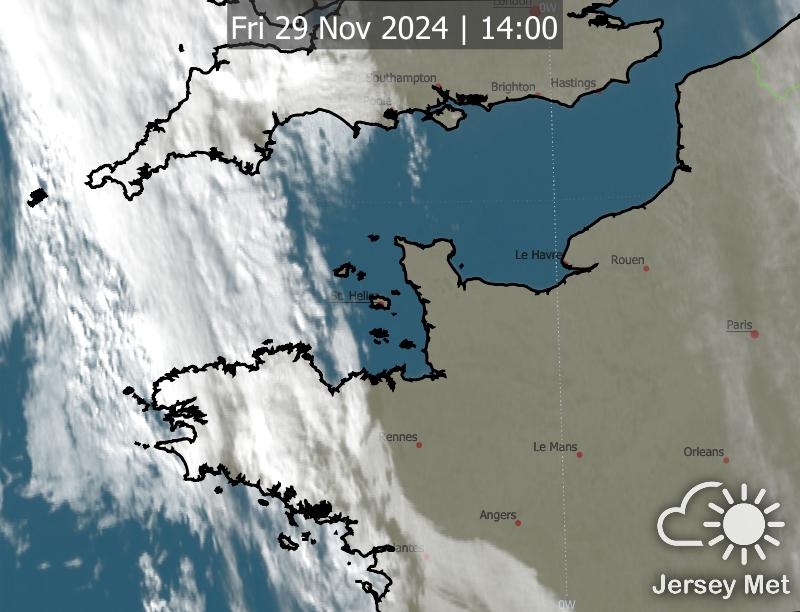 London
0W
Fri 29 Nov 2024 | 14:00
Southampton
Brighton
Hastings
Poole
Le Havre
Rouen
St. Helier
Paris
Rennes
Le Mans
Orleans
Angers
Nantes
Jersey Met
0W